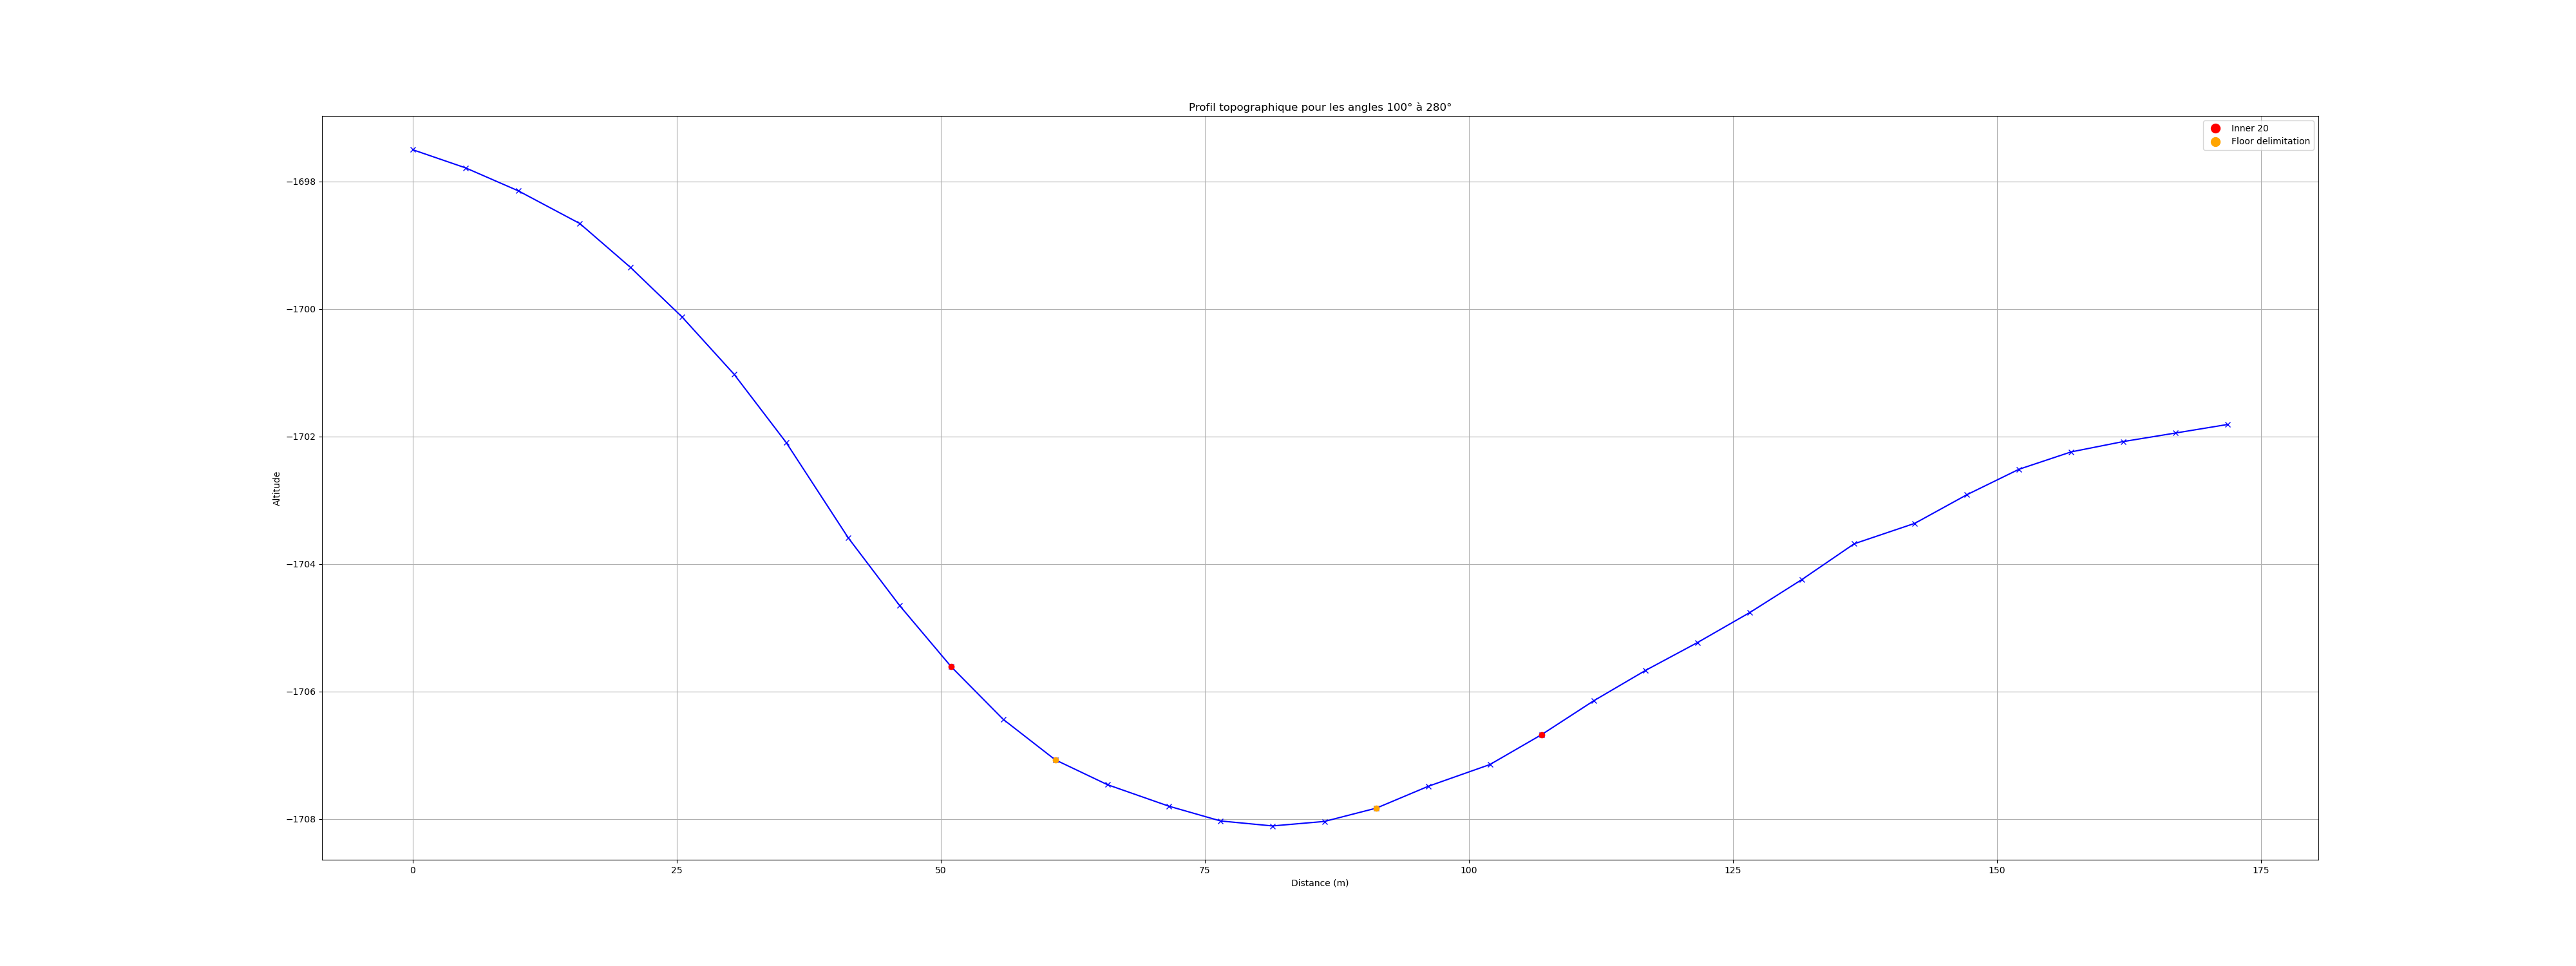 Profil topographique pour les angles 100° à 280°
Inner 20
Floor delimitation
−1698
−1700
−1702
−1704
−1706
−1708
Altitude
0 25 50 75 100 125 150 175
Distance (m)